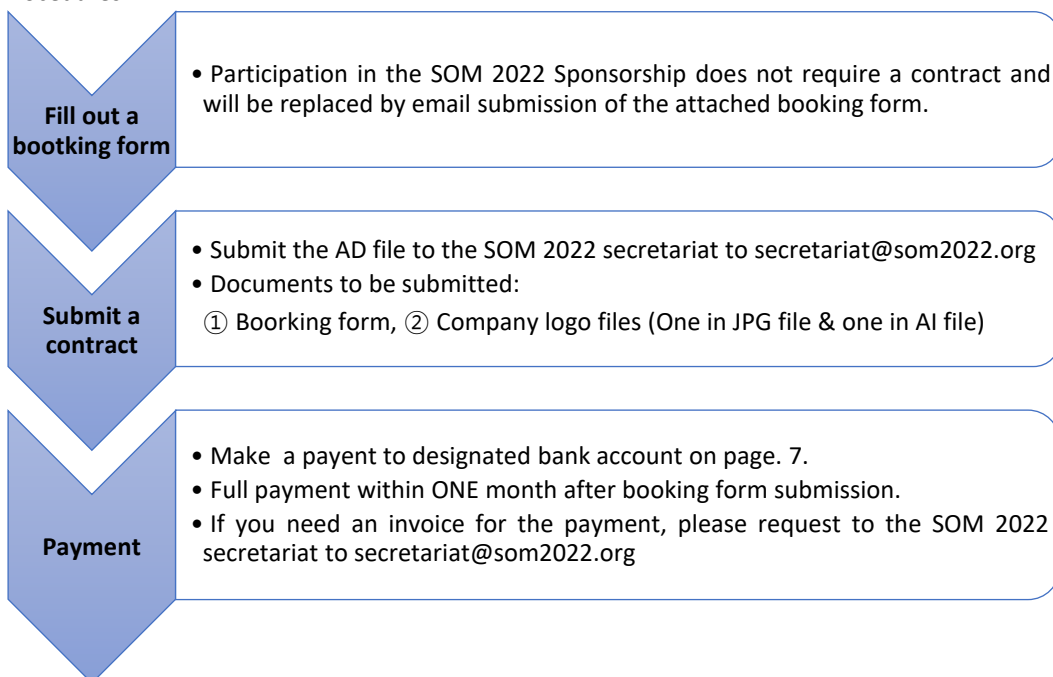 Fill out a
bootking form
• Participation in the SOM 2022 Sponsorship does not require a contract and
will be replaced by email submission of the attached booking form.
Submit a
contract
• Submit the AD file to the SOM 2022 secretariat to secretariat@som2022.org
• Documents to be submitted:
① Boorking form, ② Company logo files (One in JPG file & one in AI file)
Payment
• Make a payent to designated bank account on page. 7.
• Full payment within ONE month after booking form submission.
• If you need an invoice for the payment, please request to the SOM 2022
secretariat to secretariat@som2022.org